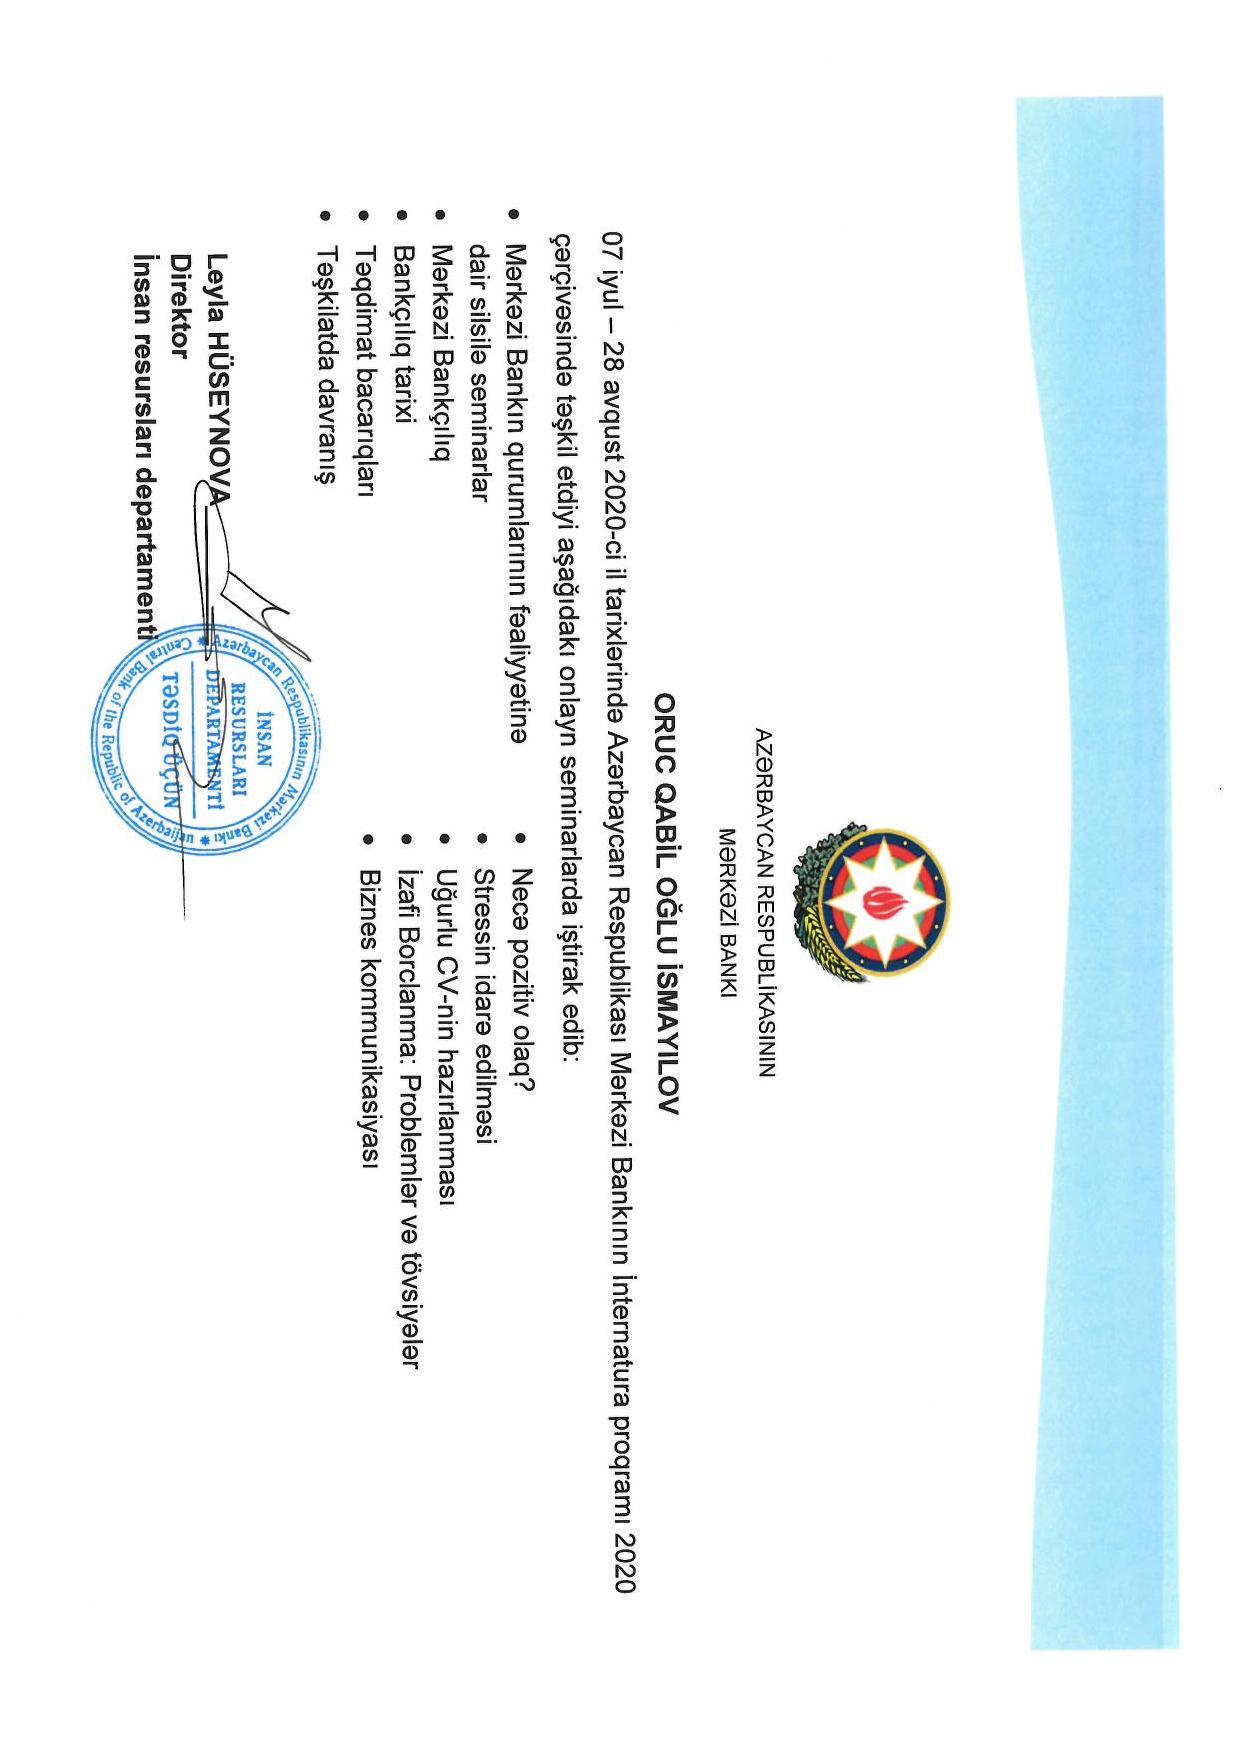 AZƏRBAYCAN RESPUBLİKASININ
MƏRKƏZİ BANKI
ORUC QABİL OĞLU İSMAYILOV
07 iyul – 28 avqust 2020-ci il tarixlərində Azərbaycan Respublikası Mərkəzi Bankının İnternatura proqramı 2020
çərçivəsində təşkil etdiyi aşağıdakı onlayn seminarlarda iştirak edib:
• Mərkəzi Bankın qurumlarının fəaliyyətinə
dair silsilə seminarlar
• Mərkəzi Bankçılıq
• Bankçılıq tarixi
• Təqdimat bacarıqları
• Təşkilatda davranış
• Necə pozitiv olaq?
• Stressin idarə edilməsi
• Uğurlu CV-nin hazırlanması
• İzafi Borclanma: Problemlər və tövsiyələr
• Biznes kommunikasiyası
Leyla HÜSEYNOVA
Direktor
İnsan resursları departamenti
Azərbaycan Respublikasının Mərkəzi Bankı
Central Bank of the Republic of Azerbaijan
İNSAN
RESURSLARI
DEPARTAMENTİ
TƏSDİQ ÜÇÜN